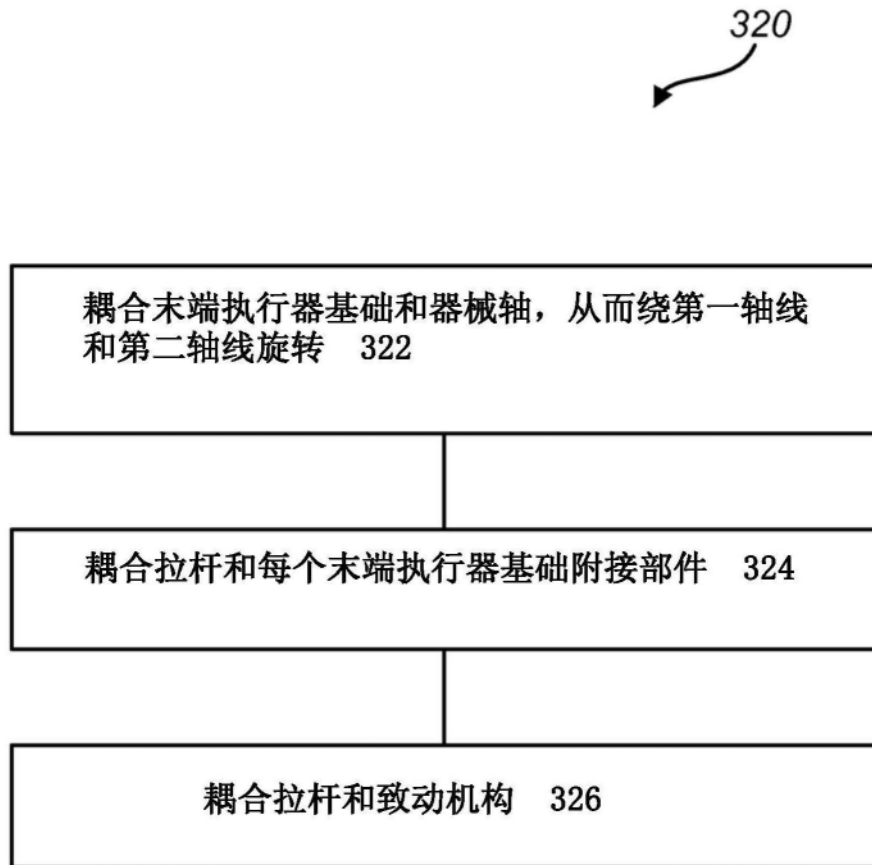 320
耦合末端执行器基础和器械轴，从而绕第一轴线
和第二轴线旋转 322
耦合拉杆和每个末端执行器基础附接部件 324
耦合拉杆和致动机构 326